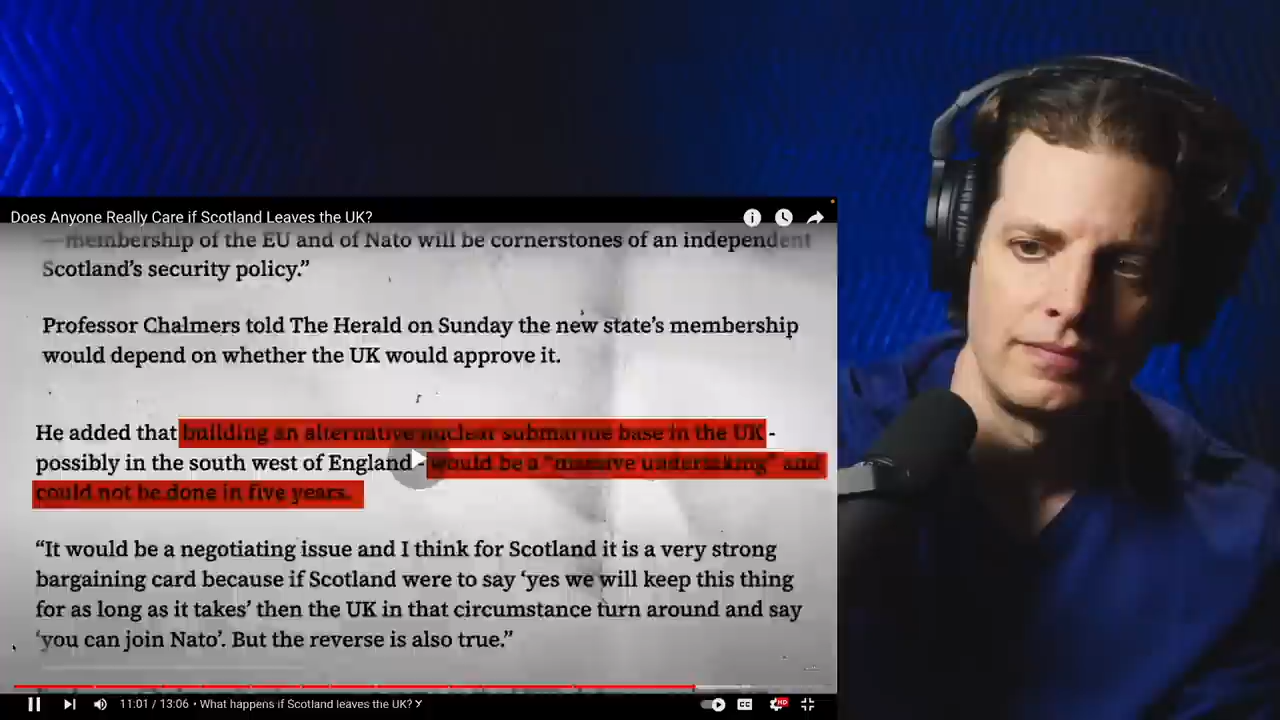 Does Anyone Really Care if Scotland Leaves the UK?
—membership of the EU and of Nato will be cornerstones of an independent
Scotland's security policy.”
Professor Chalmers told The Herald on Sunday the new state's membership
would depend on whether the UK would approve it.
He added that building an alternative nuclear submarine base in the UK -
possibly in the south west of England - would be a "massive undertaking" and
could not be done in five years.
“It would be a negotiating issue and I think for Scotland it is a very strong
bargaining card because if Scotland were to say ‘yes we will keep this thing
for as long as it takes’ then the UK in that circumstance turn around and say
‘you can join Nato’. But the reverse is also true.”
11:01 / 13:06 • What happens if Scotland leaves the UK?
CC
HD